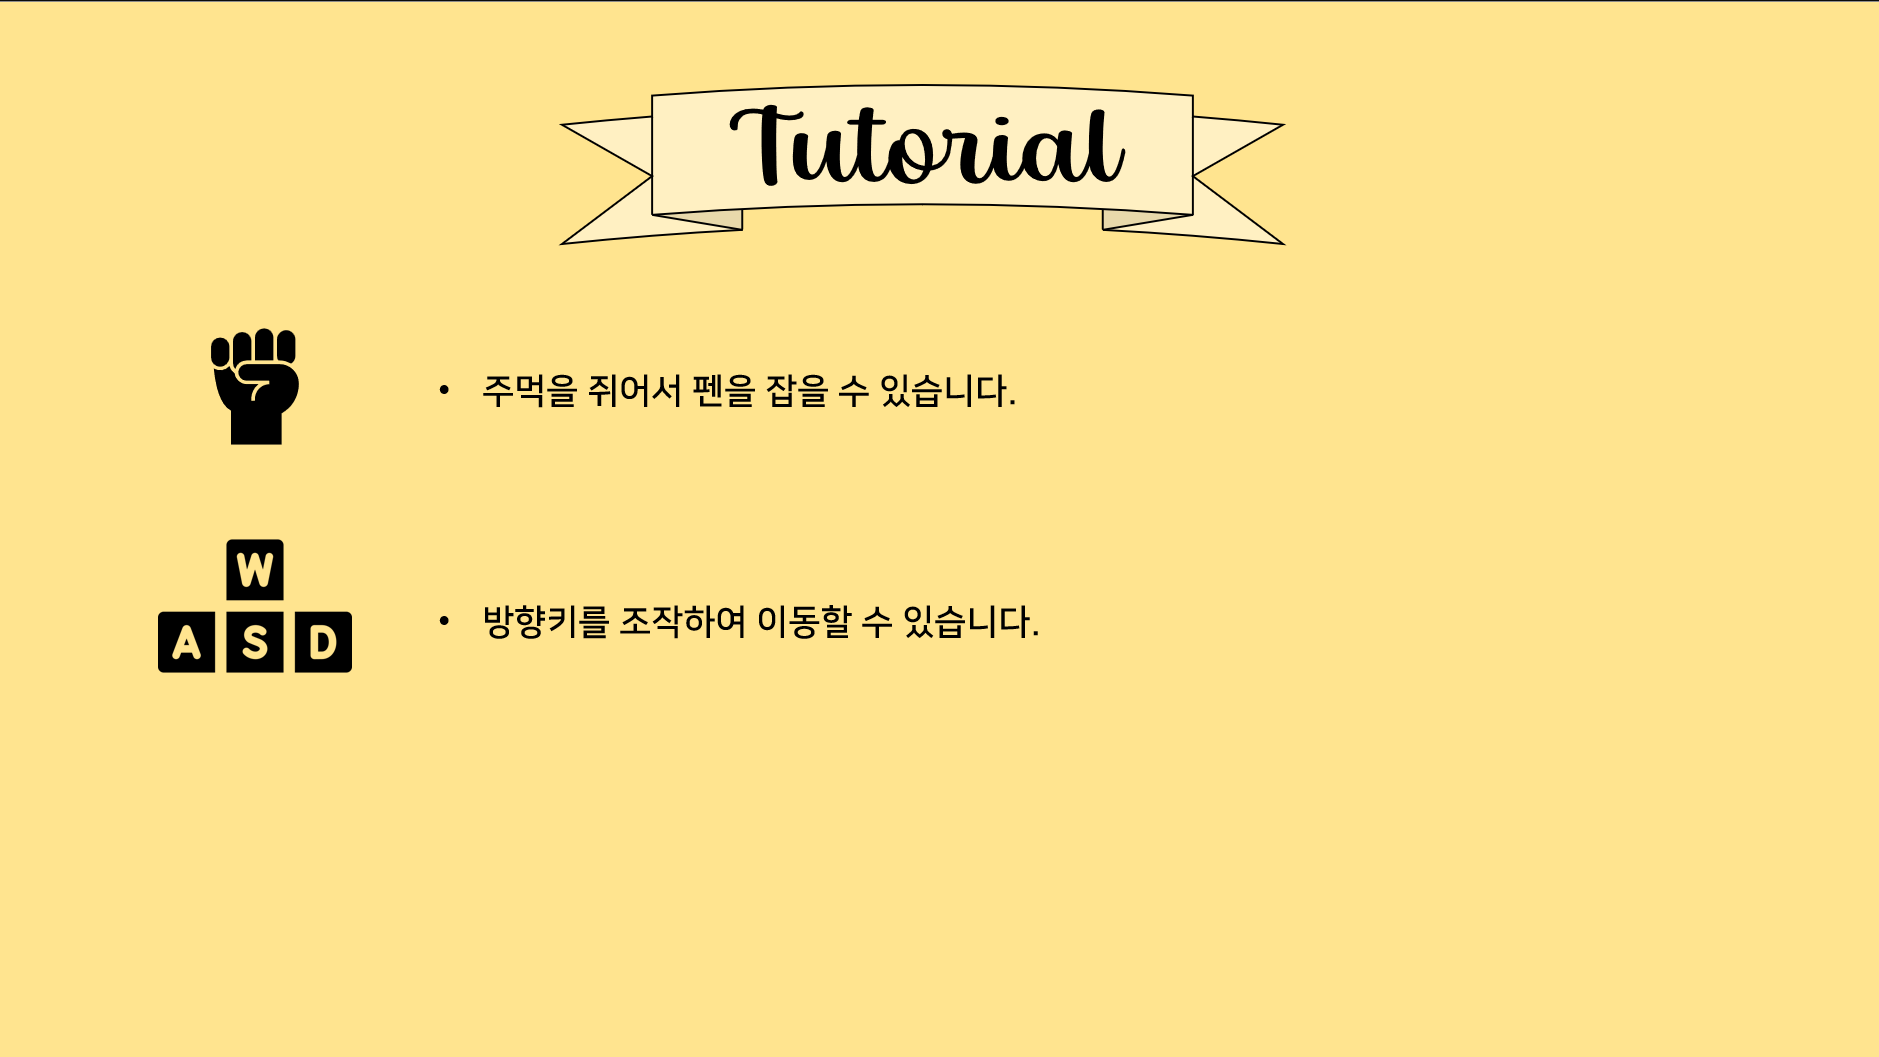 Tutorial
• 주먹을 쥐어서 펜을 잡을 수 있습니다.
W
A S D
• 방향키를 조작하여 이동할 수 있습니다.